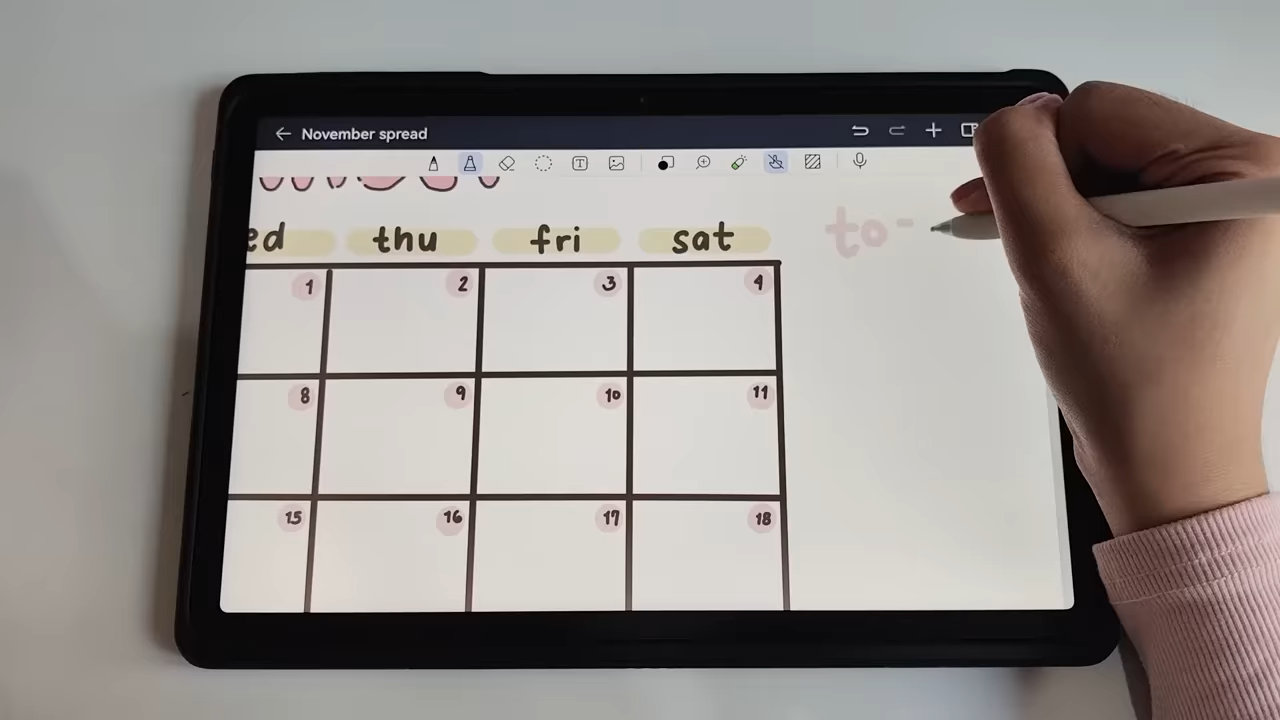 November spread
ed thu fri sat
to-
1 2 3 4
8 9 10 11
15 16 17 18